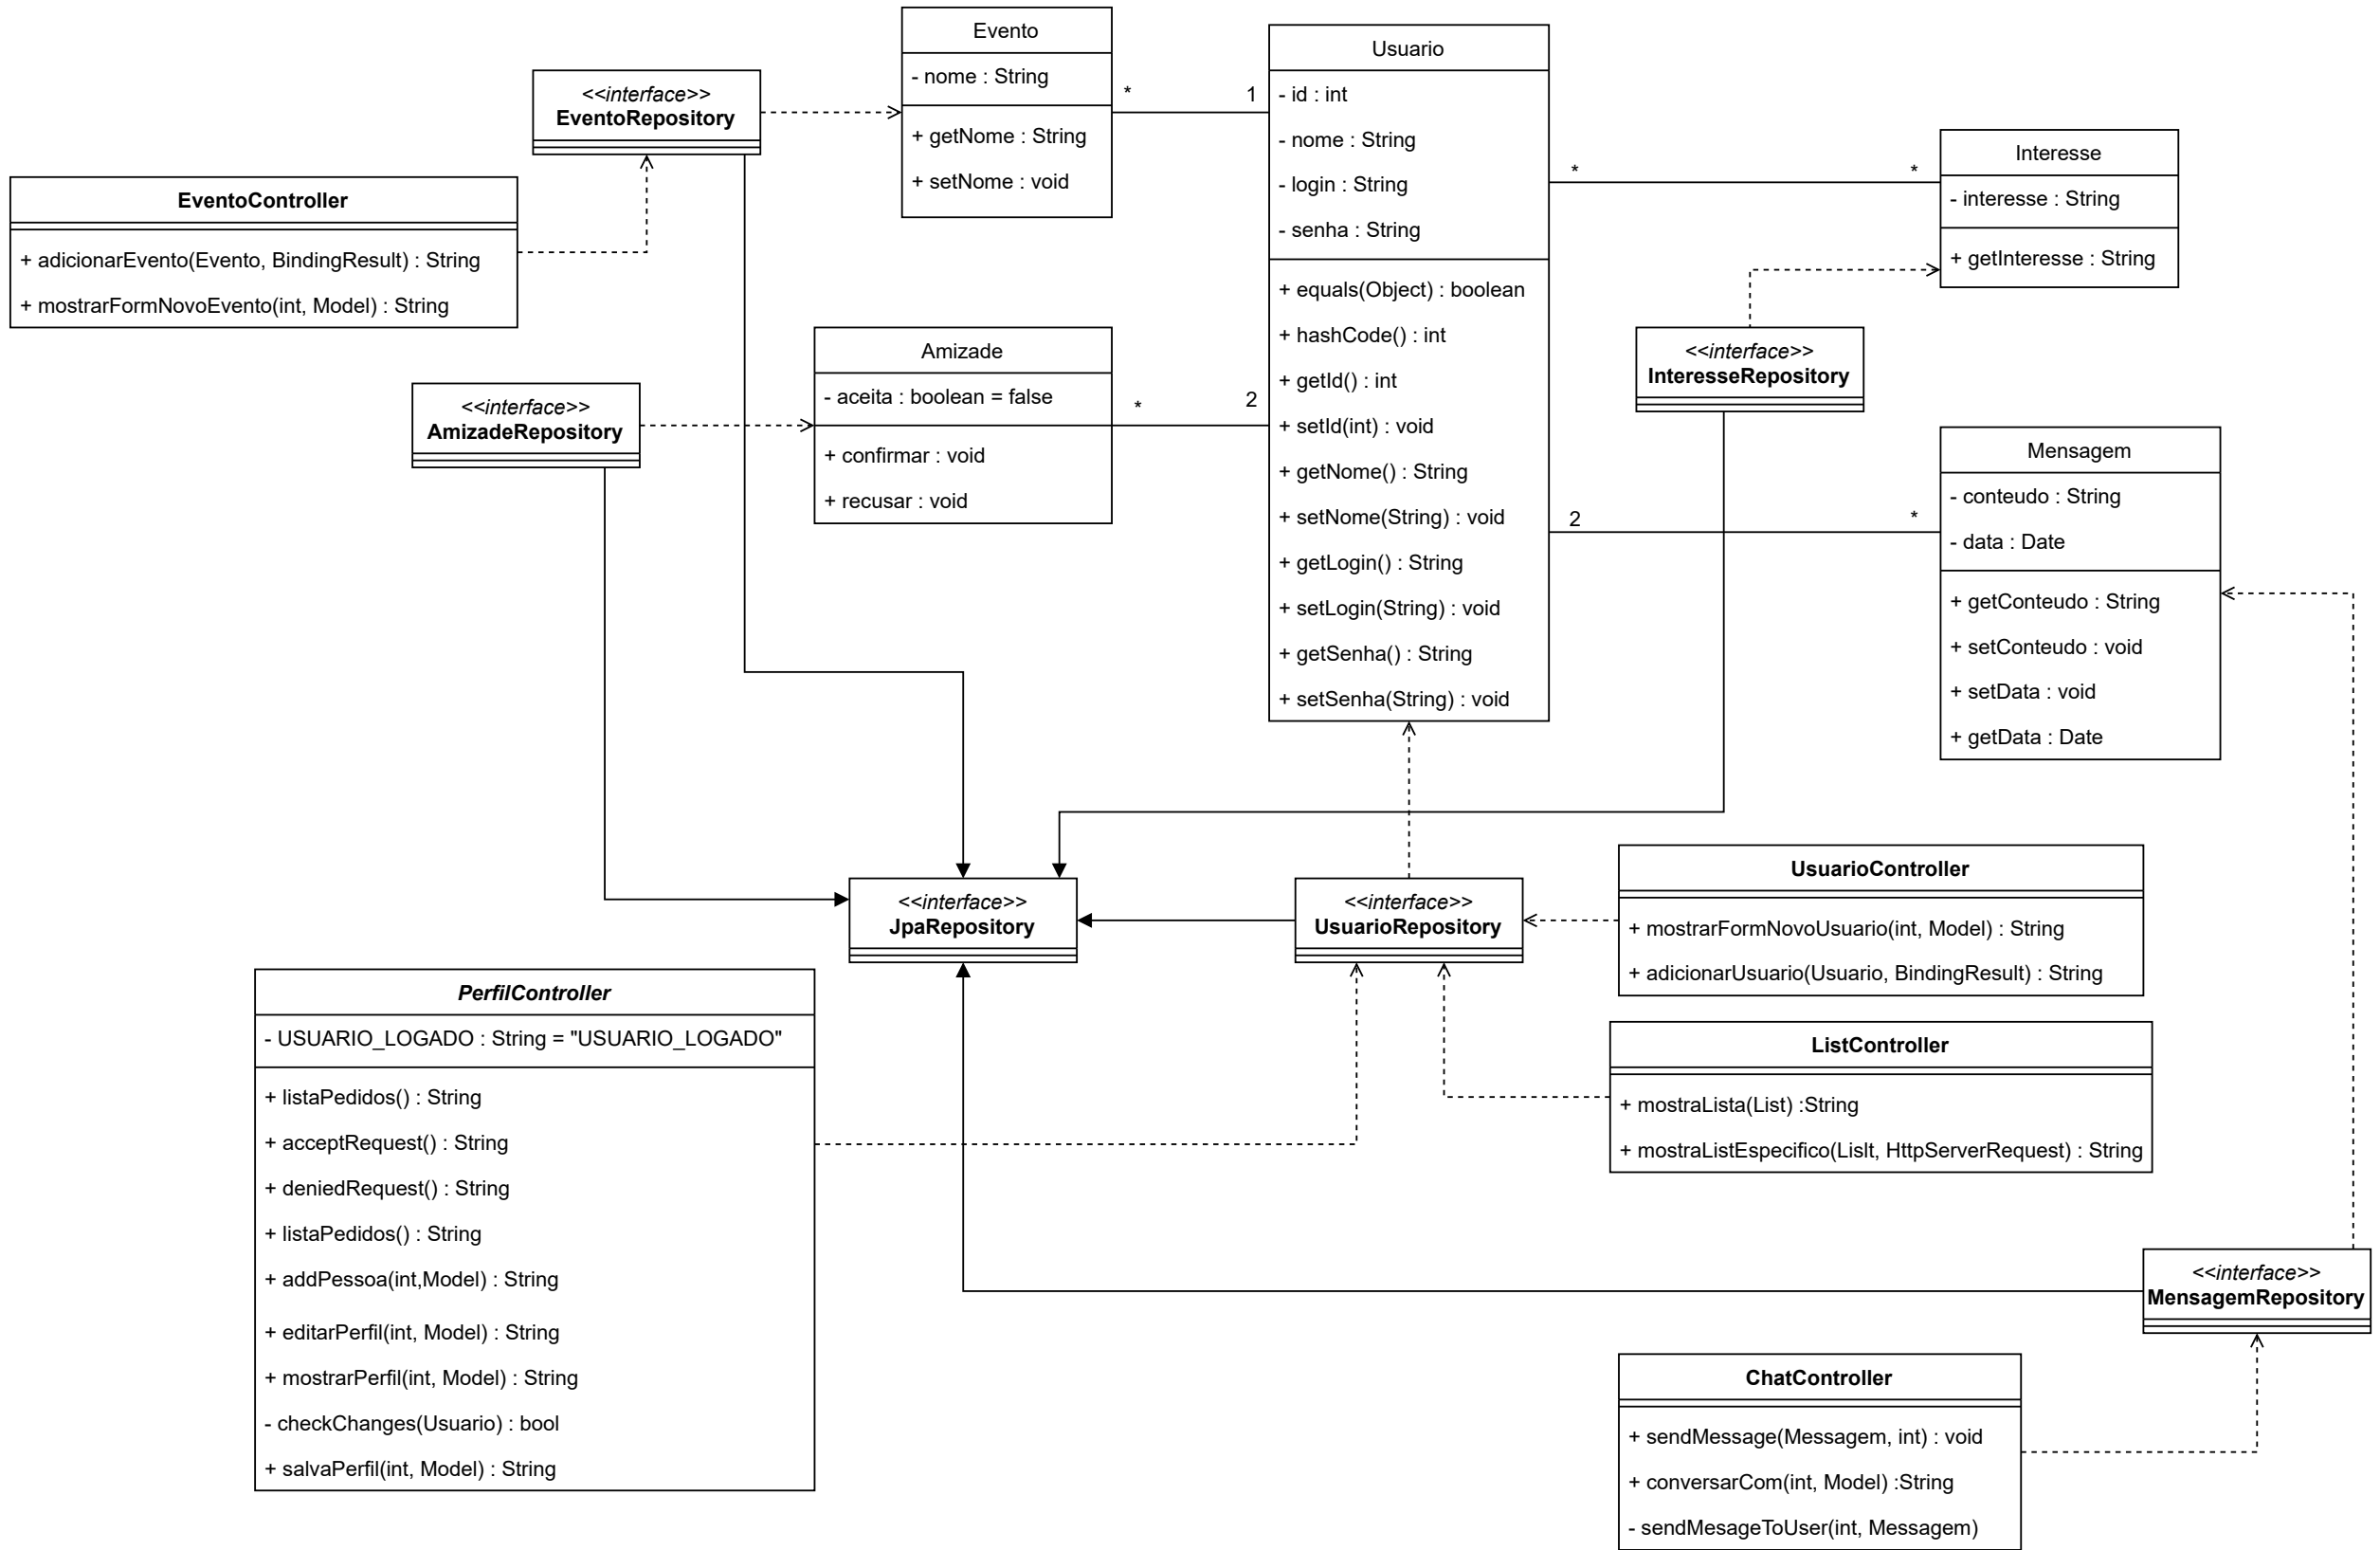 Evento
- nome : String
+ getNome : String
+ setNome : void
Usuario
- id : int
- nome : String
- login : String
- senha : String
+ equals(Object) : boolean
+ hashCode() : int
+ getId() : int
+ setId(int) : void
+ getNome() : String
+ setNome(String) : void
+ getLogin() : String
+ setLogin(String) : void
+ getSenha() : String
+ setSenha(String) : void
<<interface>>
EventoRepository
*
1
EventoController
+ adicionarEvento(Evento, BindingResult) : String
+ mostrarFormNovoEvento(int, Model) : String
*
*
Interesse
- interesse : String
+ getInteresse : String
<<interface>>
InteresseRepository
Amizade
- aceita : boolean = false
+ confirmar : void
+ recusar : void
*
2
<<interface>>
AmizadeRepository
2
*
Mensagem
- conteudo : String
- data : Date
+ getConteudo : String
+ setConteudo : void
+ setData : void
+ getData : Date
<<interface>>
JpaRepository
<<interface>>
UsuarioRepository
UsuarioController
+ mostrarFormNovoUsuario(int, Model) : String
+ adicionarUsuario(Usuario, BindingResult) : String
PerfilController
- USUARIO_LOGADO : String = "USUARIO_LOGADO"
+ listaPedidos() : String
+ acceptRequest() : String
+ deniedRequest() : String
+ listaPedidos() : String
+ addPessoa(int,Model) : String
+ editarPerfil(int, Model) : String
+ mostrarPerfil(int, Model) : String
- checkChanges(Usuario) : bool
+ salvaPerfil(int, Model) : String
ListController
+ mostraLista(List) :String
+ mostraListEspecifico(Lislt, HttpServerRequest) : String
<<interface>>
MensagemRepository
ChatController
+ sendMessage(Messagem, int) : void
+ conversarCom(int, Model) :String
- sendMesageToUser(int, Messagem)